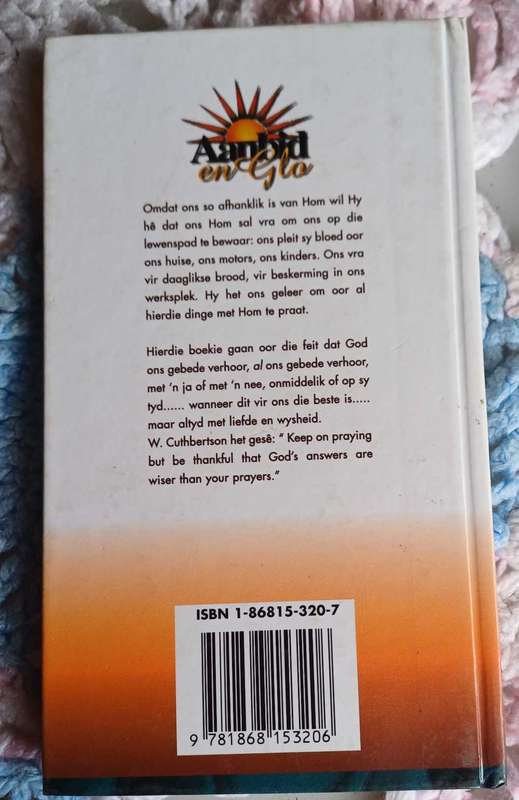 Aanbid
en Glo
Omdat ons so afhanklik is van Hom wil Hy
hê dat ons Hom sal vra om ons op die
lewenspad te bewaar: ons pleit sy bloed oor
ons huise, ons motors, ons kinders. Ons vra
vir daaglikse brood, vir beskerming in ons
werksplek. Hy het ons geleer om oor al
hierdie dinge met Hom te praat.
Hierdie boekie gaan oor die feit dat God
ons gebede verhoor, al ons gebede verhoor,
met 'n ja of met 'n nee, onmiddelik of op sy
tyd...... wanneer dit vir ons die beste is.....
maar altyd met liefde en wysheid.
W. Cuthbertson het gesê: " Keep on praying
but be thankful that God's answers are
wiser than your prayers."
ISBN 1-86815-320-7
9 781868 153206